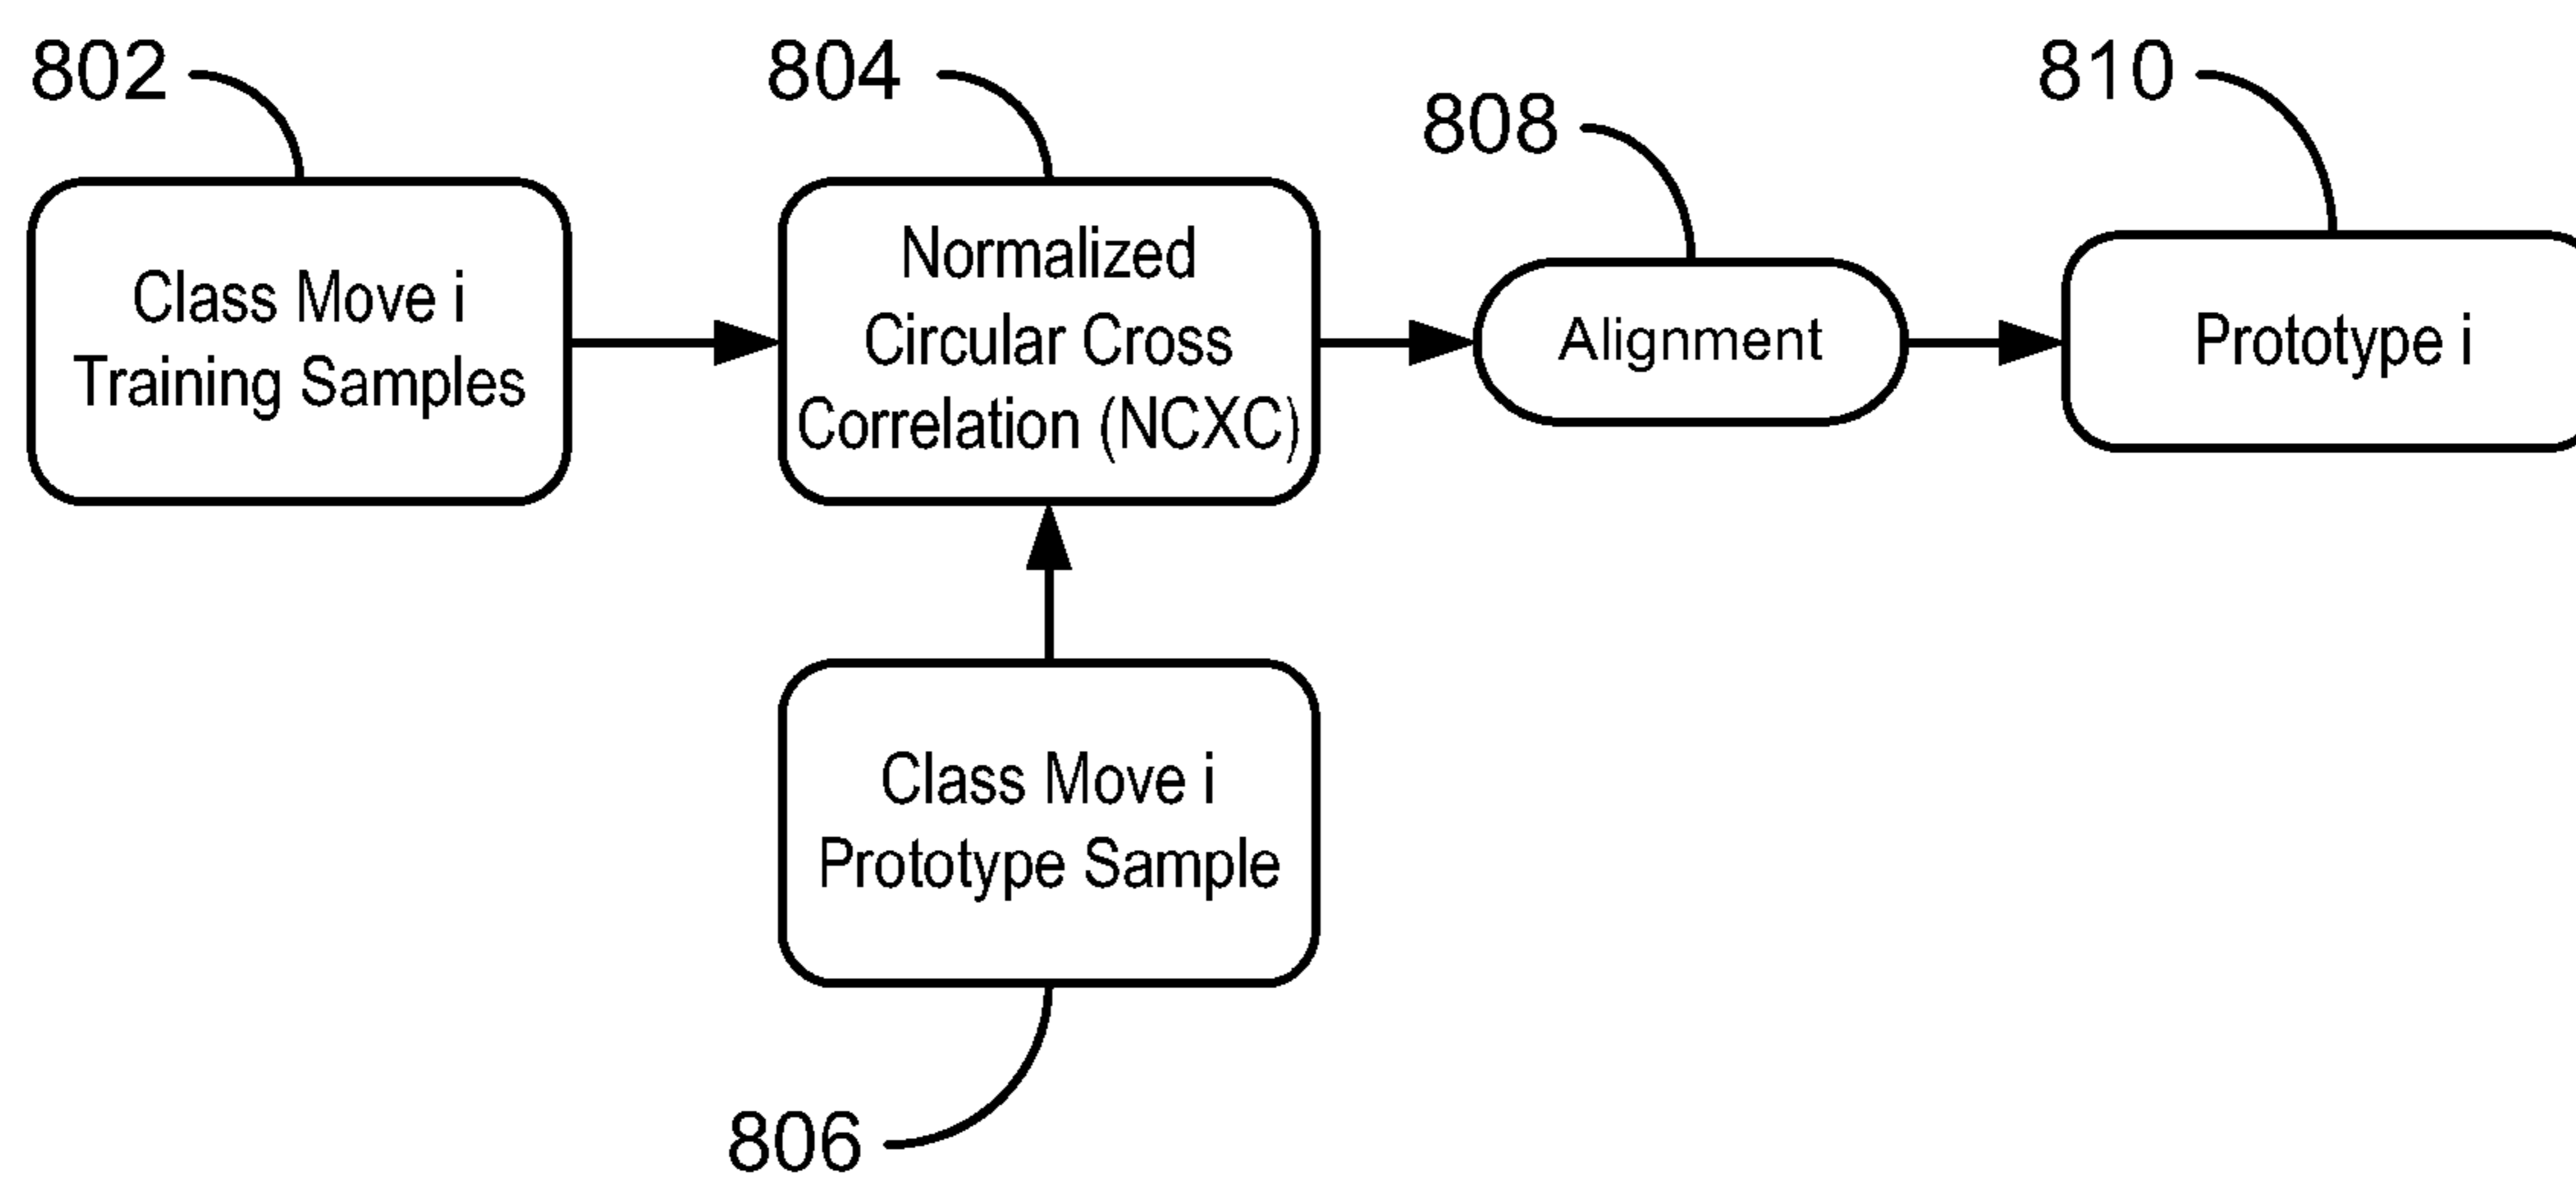 802
804
808
810
Class Move i
Training Samples
Normalized
Circular Cross
Correlation (NCXC)
Alignment
Prototype i
Class Move i
Prototype Sample
806